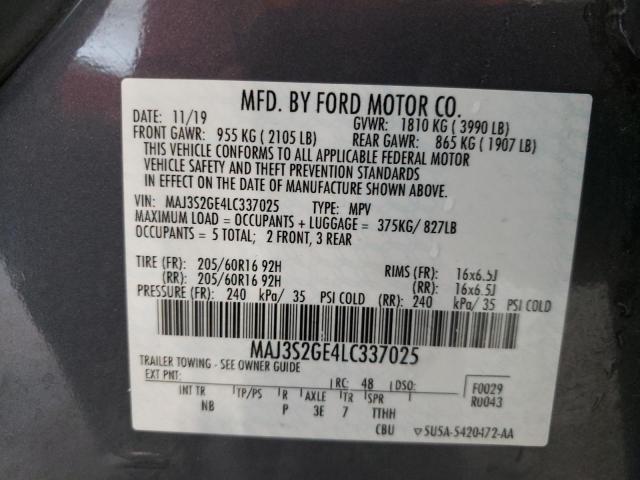 MFD. BY FORD MOTOR CO.
DATE: 11/19 GVWR: 1810 KG ( 3990 LB)
FRONT GAWR: 955 KG ( 2105 LB) REAR GAWR: 865 KG ( 1907 LB)
THIS VEHICLE CONFORMS TO ALL APPLICABLE FEDERAL MOTOR
VEHICLE SAFETY AND THEFT PREVENTION STANDARDS
IN EFFECT ON THE DATE OF MANUFACTURE SHOWN ABOVE.
VIN: MAJ3S2GE4LC337025 TYPE: MPV
MAXIMUM LOAD = OCCUPANTS + LUGGAGE = 375KG/ 827LB
OCCUPANTS = 5 TOTAL; 2 FRONT, 3 REAR
TIRE (FR): 205/60R16 92H RIMS (FR): 16x6.5J
(RR): 205/60R16 92H (RR): 16x6.5J
PRESSURE (FR): 240 kPa/ 35 PSI COLD (RR): 240 kPa/ 35 PSI COLD
MAJ3S2GE4LC337025
TRAILER TOWING - SEE OWNER GUIDE
EXT PNT: RC: 48 DSO: F0029
INT TR TP/PS R AXLE TR SPR R0043
NB P 3E 7 TTHH
CBU ▽5U5A-5420472-AA